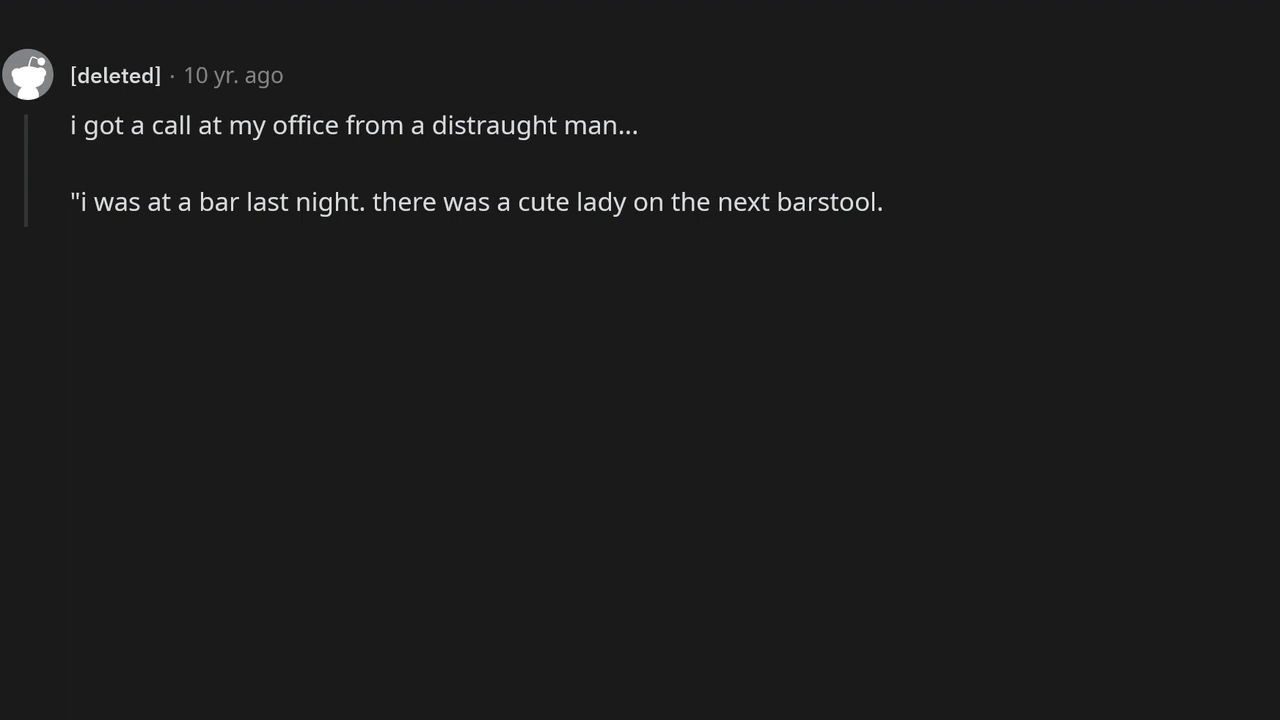 [deleted] · 10 yr. ago
i got a call at my office from a distraught man...
"i was at a bar last night. there was a cute lady on the next barstool.